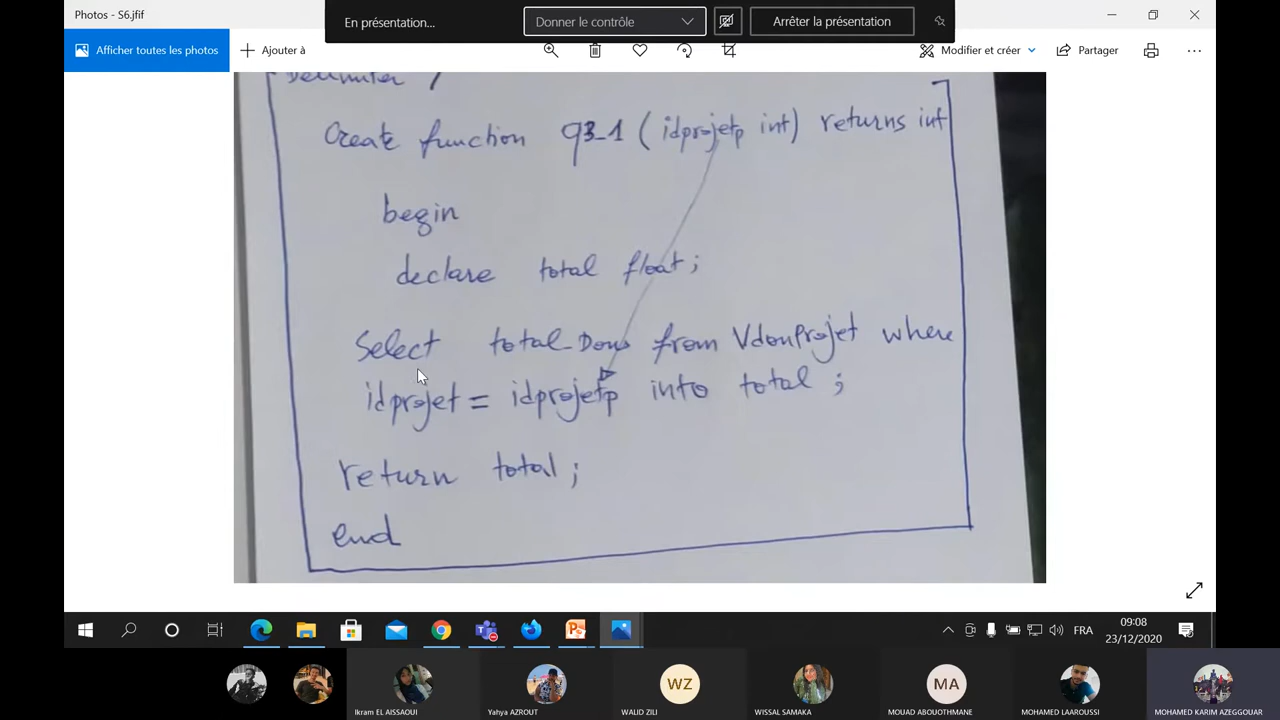 Photos - S6.jfif
En présentation...
Donner le contrôle
Arrêter la présentation
Afficher toutes les photos
Ajouter à
Modifier et créer
Partager
Delimiter /
Create function q3_1 (idprojetp int) returns int
begin
declare total float;
Select total_Dons from VdonProjet where
idprojet = idprojetp into total ;
return total ;
end
FRA
09:08
23/12/2020
Ikram EL AISSAOUI
Yahya AZROUT
WZ
WALID ZILI
WISSAL SAMAKA
MA
MOUAD ABOUOTHMANE
MOHAMED LAAROUSSI
MOHAMED KARIM AZEGGOUAR